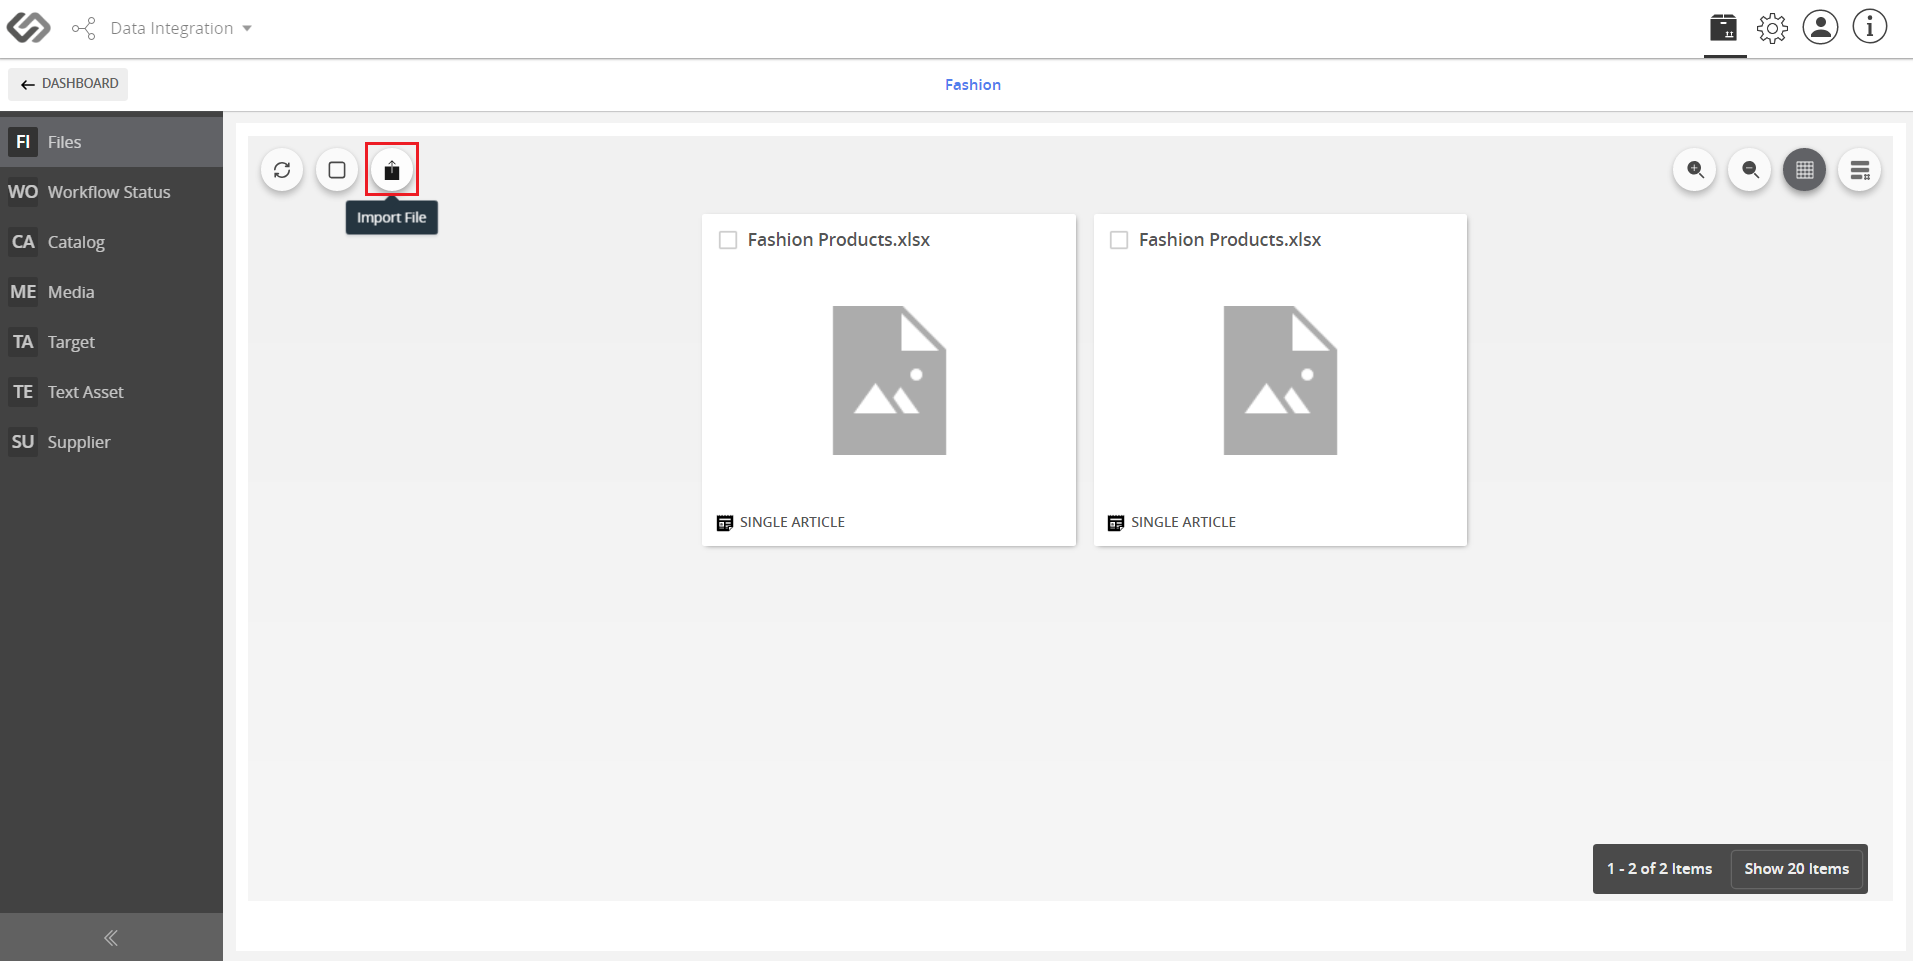 Data Integration
DASHBOARD
Fashion
FI Files
WO Workflow Status
CA Catalog
ME Media
TA Target
TE Text Asset
SU Supplier
Import File
Fashion Products.xlsx
SINGLE ARTICLE
Fashion Products.xlsx
SINGLE ARTICLE
1 - 2 of 2 Items
Show 20 Items